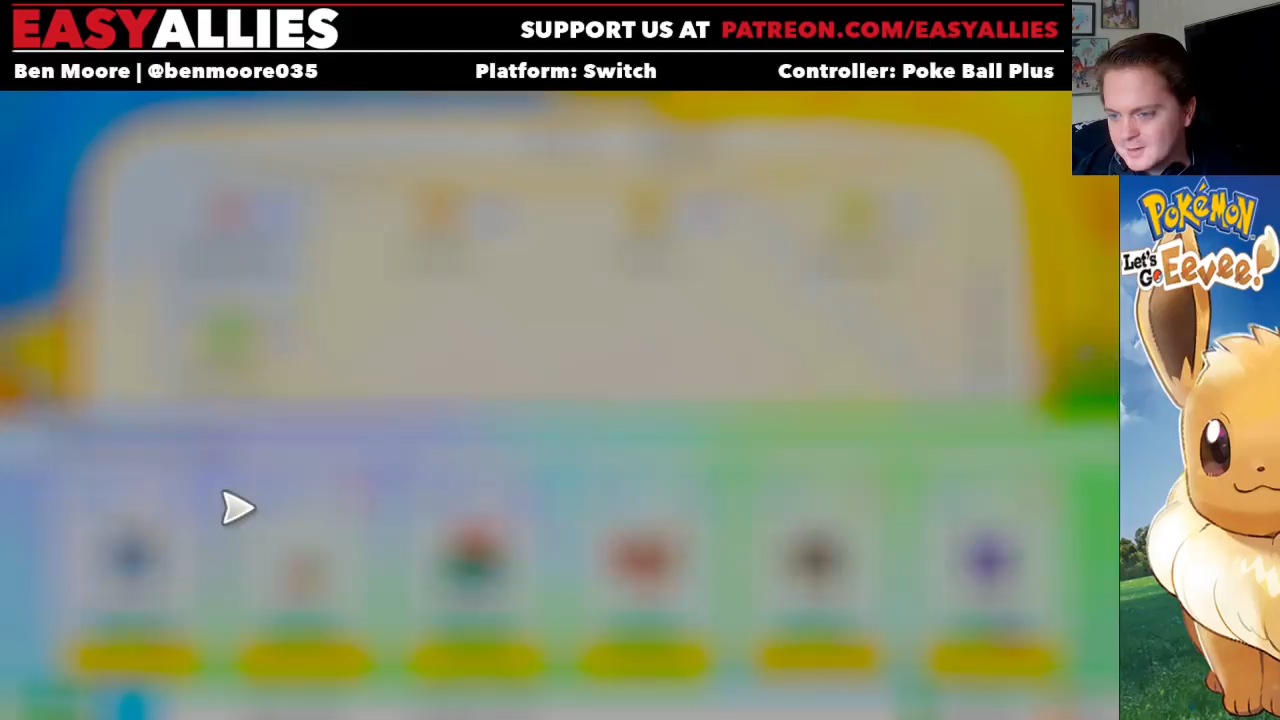 EASYALLIES
SUPPORT US AT PATREON.COM/EASYALLIES
Ben Moore | @benmoore035
Platform: Switch
Controller: Poke Ball Plus
POKéMON
Let's Go Eevee!